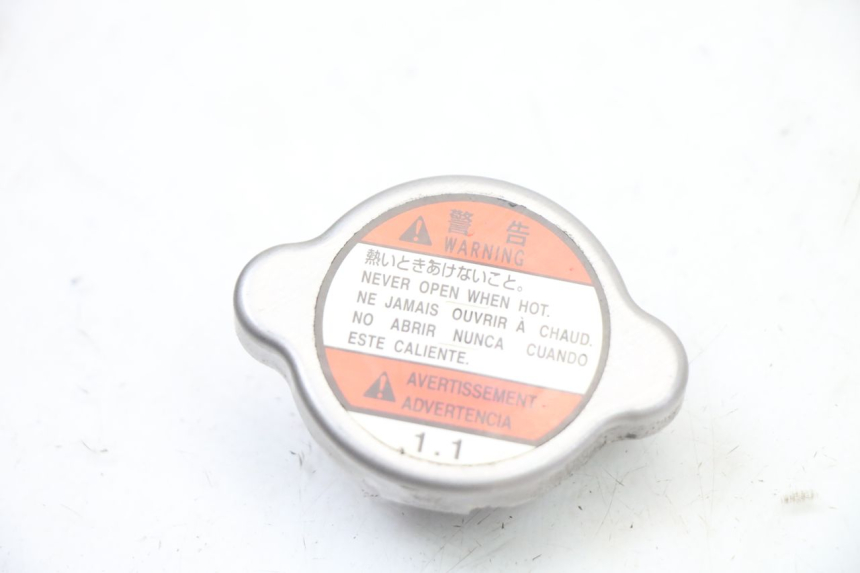 警告
WARNING
熱いときあけないこと。
NEVER OPEN WHEN HOT.
NE JAMAIS OUVRIR À CHAUD.
NO ABRIR NUNCA CUANDO
ESTE CALIENTE.
AVERTISSEMENT
ADVERTENCIA
1.1